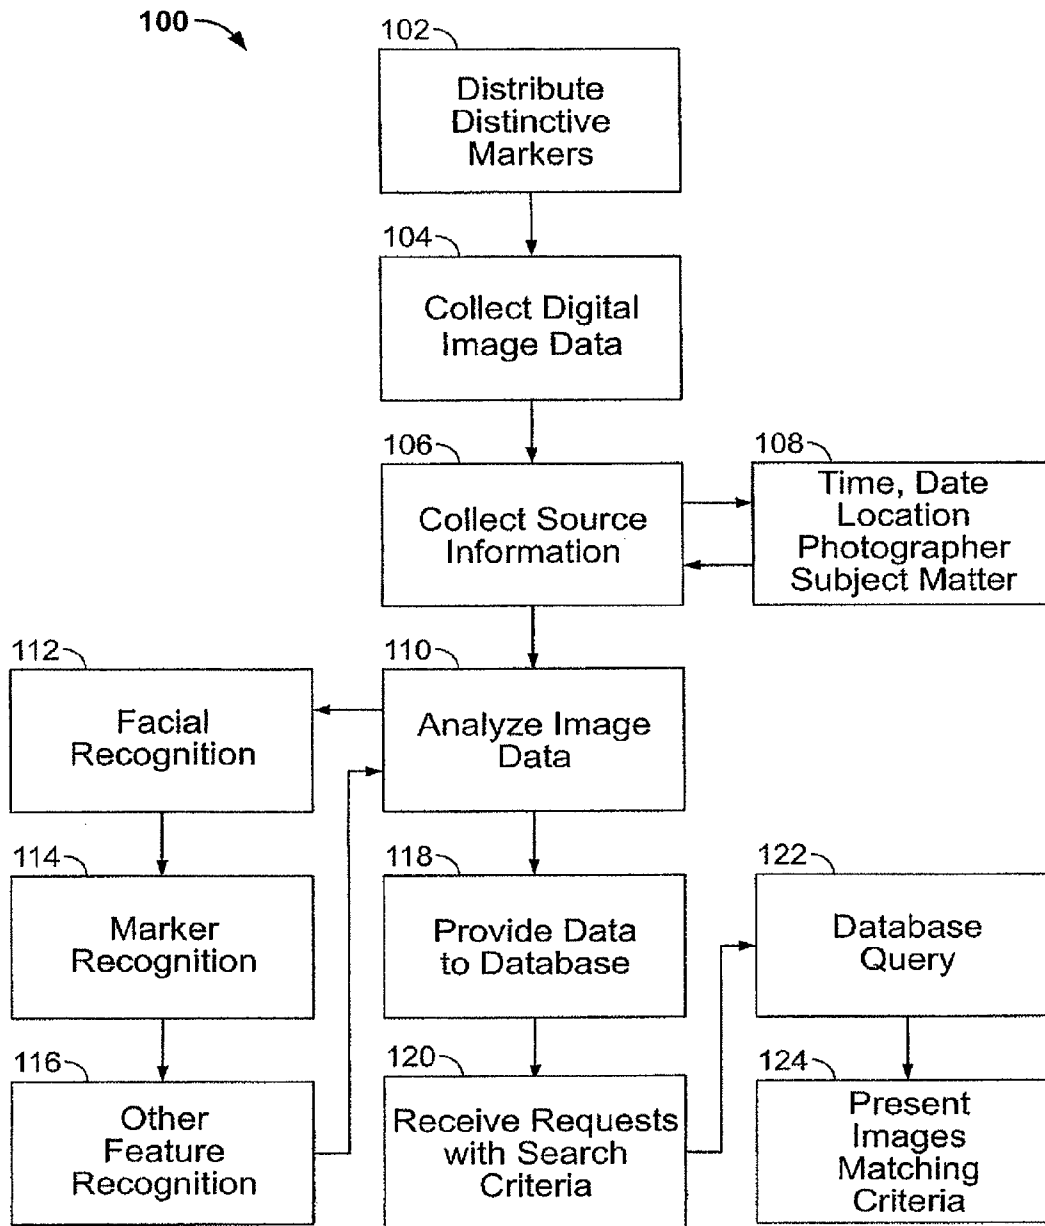 100
102
Distribute
Distinctive
Markers
104
Collect Digital
Image Data
106
Collect Source
Information
108
Time, Date
Location
Photographer
Subject Matter
110
Analyze Image
Data
112
Facial
Recognition
114
Marker
Recognition
116
Other
Feature
Recognition
118
Provide Data
to Database
120
Receive Requests
with Search
Criteria
122
Database
Query
124
Present
Images
Matching
Criteria